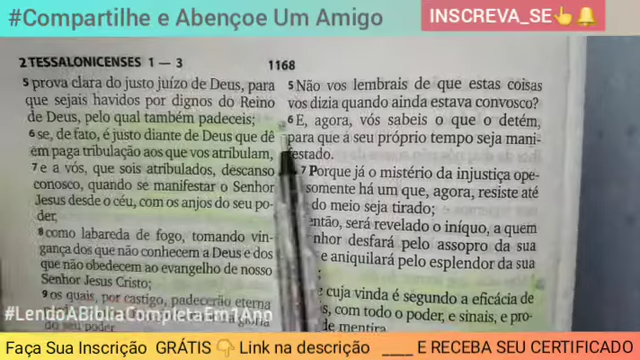 #Compartilhe e Abençoe Um Amigo
INSCREVA_SE👆🔔
2 TESSALONICENSES 1 — 3
1168
5 prova clara do justo juízo de Deus, para
que sejais havidos por dignos do Reino
de Deus, pelo qual também padeceis;
6 se, de fato, é justo diante de Deus que dê
em paga tribulação aos que vos atribulam,
7 e a vós, que sois atribulados, descanso
conosco, quando se manifestar o Senhor
Jesus desde o céu, com os anjos do seu po-
der,
8 como labareda de fogo, tomando vin-
gança dos que não conhecem a Deus e dos
que não obedecem ao evangelho de nosso
Senhor Jesus Cristo;
9 os quais, por castigo, padecerão eterna
glória
do seu poder
5 Não vos lembrais de que estas coisas
vos dizia quando ainda estava convosco?
6 E, agora, vós sabeis o que o detém,
para que a seu próprio tempo seja mani-
festado.
7 Porque já o mistério da injustiça ope-
somente há um que, agora, resiste até
do meio seja tirado;
então, será revelado o iníquo, a quem
nhor desfará pelo assopro da sua
e aniquilará pelo esplendor da sua
;
cuja vinda é segundo a eficácia de
s, com todo o poder, e sinais, e pro-
de mentira
#LendoABibliaCompletaEm1Ano
Faça Sua Inscrição GRÁTIS 👇 Link na descrição ____ E RECEBA SEU CERTIFICADO